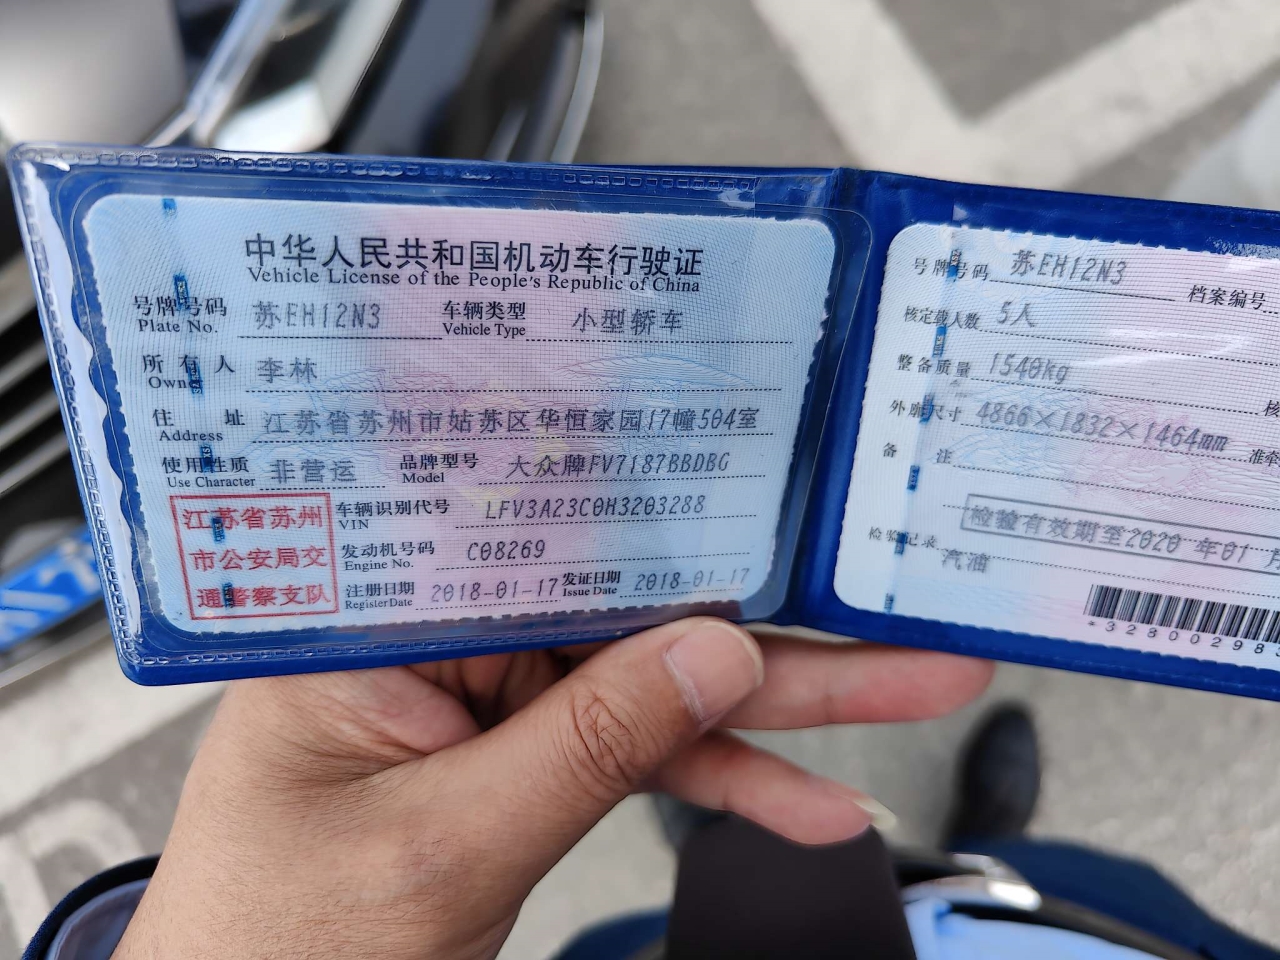 中华人民共和国机动车行驶证
Vehicle License of the People's Republic of China
号牌号码 苏EH12N3 车辆类型 小型轿车
Plate No. Vehicle Type
所有人 李林
Owner
住址 江苏省苏州市姑苏区华恒家园17幢504室
Address
使用性质 非营运 品牌型号 大众牌FV7187BBDBG
Use Character Model
江苏省苏州
市公安局交
通警察支队
车辆识别代号 LFV3A23C0H3203288
VIN
发动机号码 C08269
Engine No.
注册日期 2018-01-17 发证日期 2018-01-17
Register Date Issue Date
号牌号码 苏EH12N3 档案编号
核定载人数 5人
整备质量 1540kg
外廓尺寸 4866×1832×1464mm 准牵
备注
检验有效期至2020年01月
检验记录
汽油
*32800298